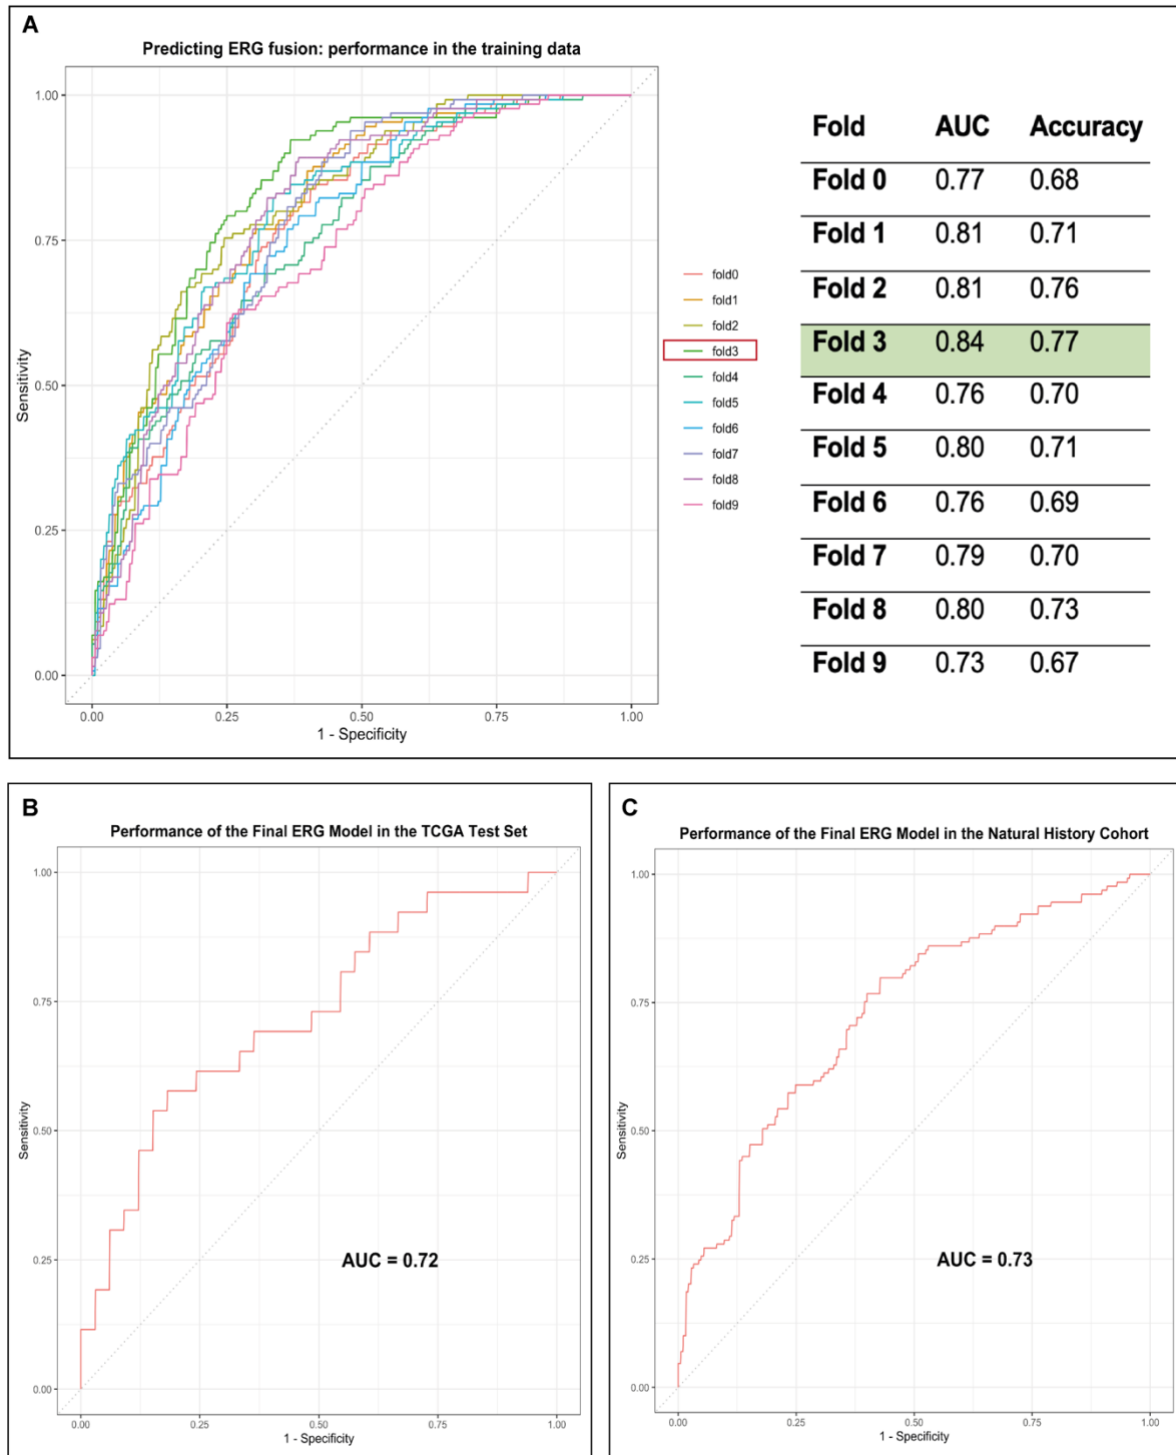 A
Predicting ERG fusion: performance in the training data
1.00
0.75
0.50
0.25
0.00
Sensitivity
0.00 0.25 0.50 0.75 1.00
1 - Specificity
fold0
fold1
fold2
fold3
fold4
fold5
fold6
fold7
fold8
fold9
Fold AUC Accuracy
Fold 0 0.77 0.68
Fold 1 0.81 0.71
Fold 2 0.81 0.76
Fold 3 0.84 0.77
Fold 4 0.76 0.70
Fold 5 0.80 0.71
Fold 6 0.76 0.69
Fold 7 0.79 0.70
Fold 8 0.80 0.73
Fold 9 0.73 0.67
B
Performance of the Final ERG Model in the TCGA Test Set
1.00
0.75
0.50
0.25
0.00
Sensitivity
AUC = 0.72
0.00 0.25 0.50 0.75 1.00
1 - Specificity
C
Performance of the Final ERG Model in the Natural History Cohort
1.00
0.75
0.50
0.25
0.00
Sensitivity
AUC = 0.73
0.00 0.25 0.50 0.75 1.00
1 - Specificity